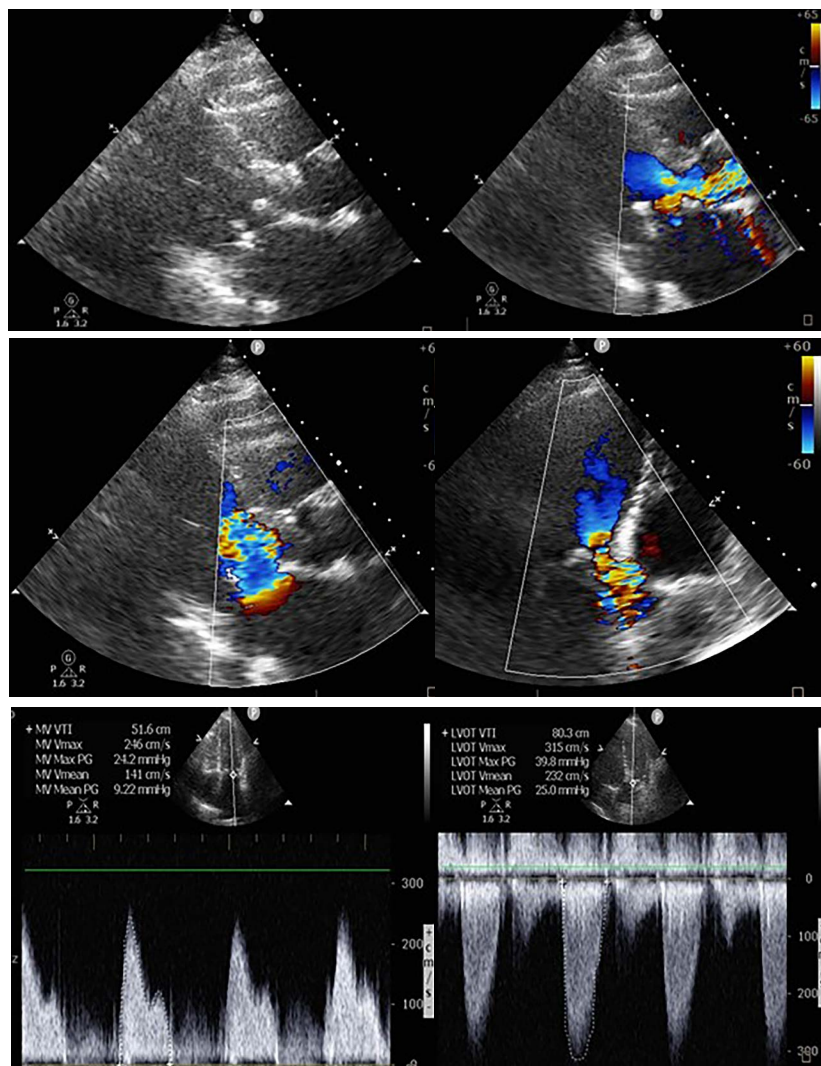 P
P
+65
c
m
/
s
-65
G
P R
1.6 3.2
G
P R
1.6 3.2
P
P
+6
c
m
/
s
-6
+60
c
m
/
s
-60
G
P R
1.6 3.2
P
+ MV VTI 51.6 cm
MV Vmax 246 cm/s
MV Max PG 24.2 mmHg
MV Vmean 141 cm/s
MV Mean PG 9.22 mmHg
P R
1.6 3.2
P
+ LVOT VTI 80.3 cm
LVOT Vmax 315 cm/s
LVOT Max PG 39.8 mmHg
LVOT Vmean 232 cm/s
LVOT Mean PG 25.0 mmHg
P R
1.6 3.2
300
200
100
+
c
m
/
s
-
0
100
200
300